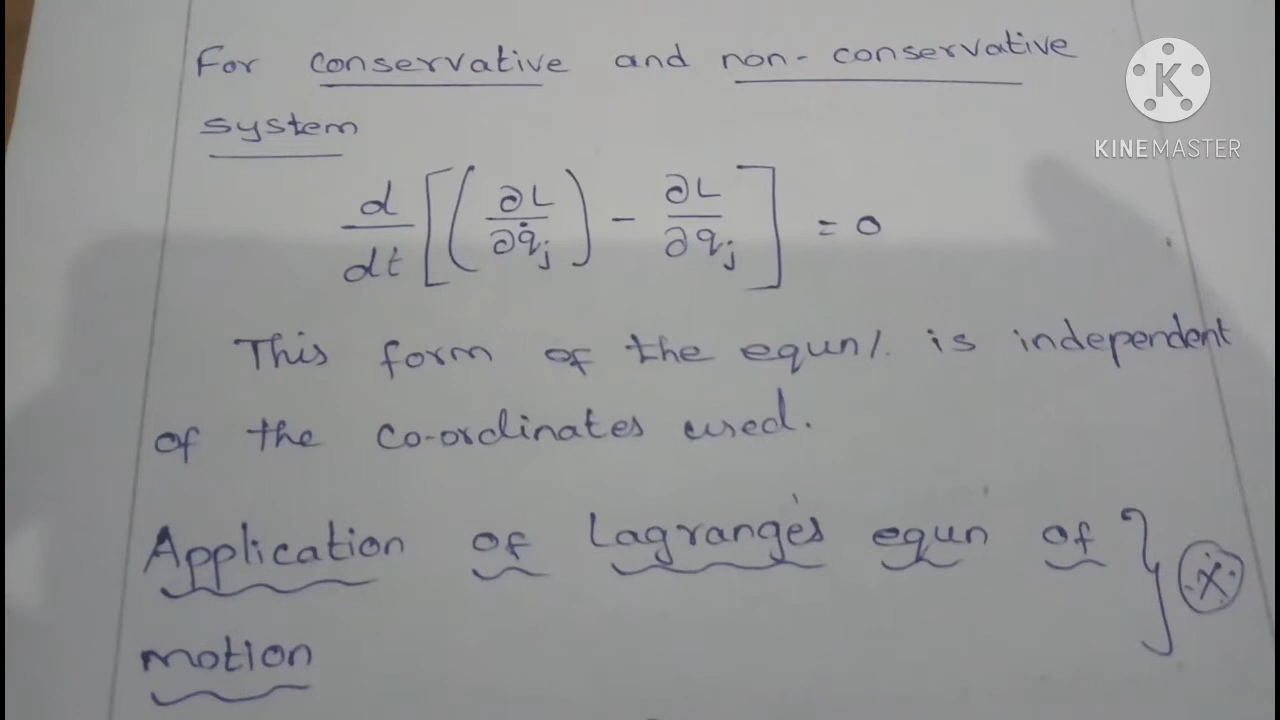 For conservative and non-conservative
system
d/dt [(∂L/∂q̇j) - ∂L/∂qj] = 0
This form of the equn/. is independent
of the co-ordinates used.
Application of Lagrange's equn of
motion
K
KINEMASTER